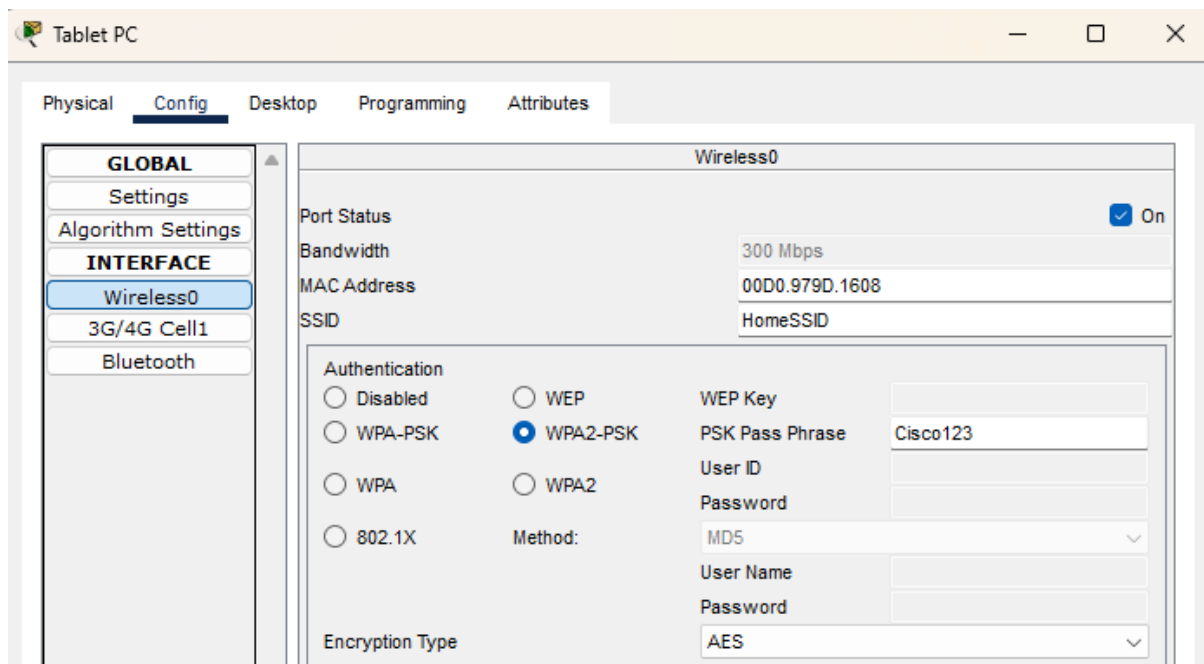 Tablet PC
Physical Config Desktop Programming Attributes
GLOBAL
Settings
Algorithm Settings
INTERFACE
Wireless0
3G/4G Cell1
Bluetooth
Wireless0
Port Status On
Bandwidth 300 Mbps
MAC Address 00D0.979D.1608
SSID HomeSSID
Authentication
Disabled WEP WEP Key
WPA-PSK WPA2-PSK PSK Pass Phrase Cisco123
User ID
WPA WPA2
Password
802.1X Method: MD5
User Name
Password
Encryption Type AES